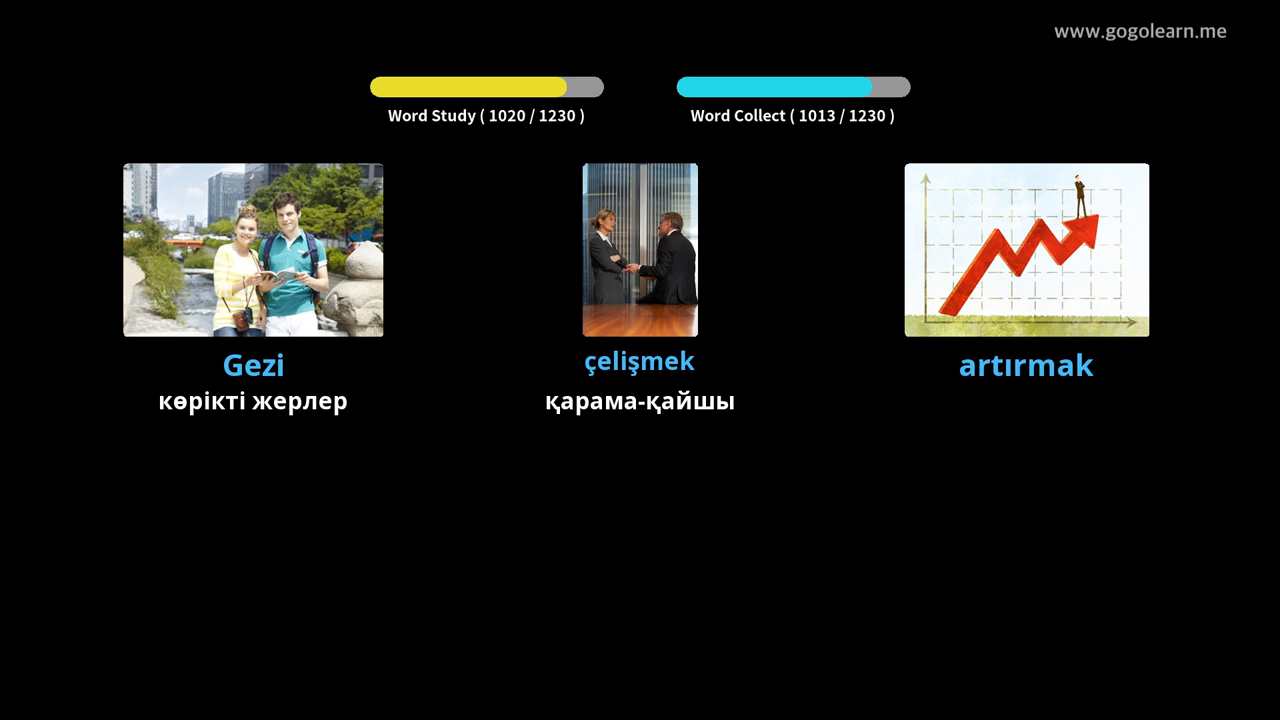 www.gogolearn.me
Word Study ( 1020 / 1230 )
Word Collect ( 1013 / 1230 )
Gezi
çelişmek
artırmak
көрікті жерлер
қарама-қайшы